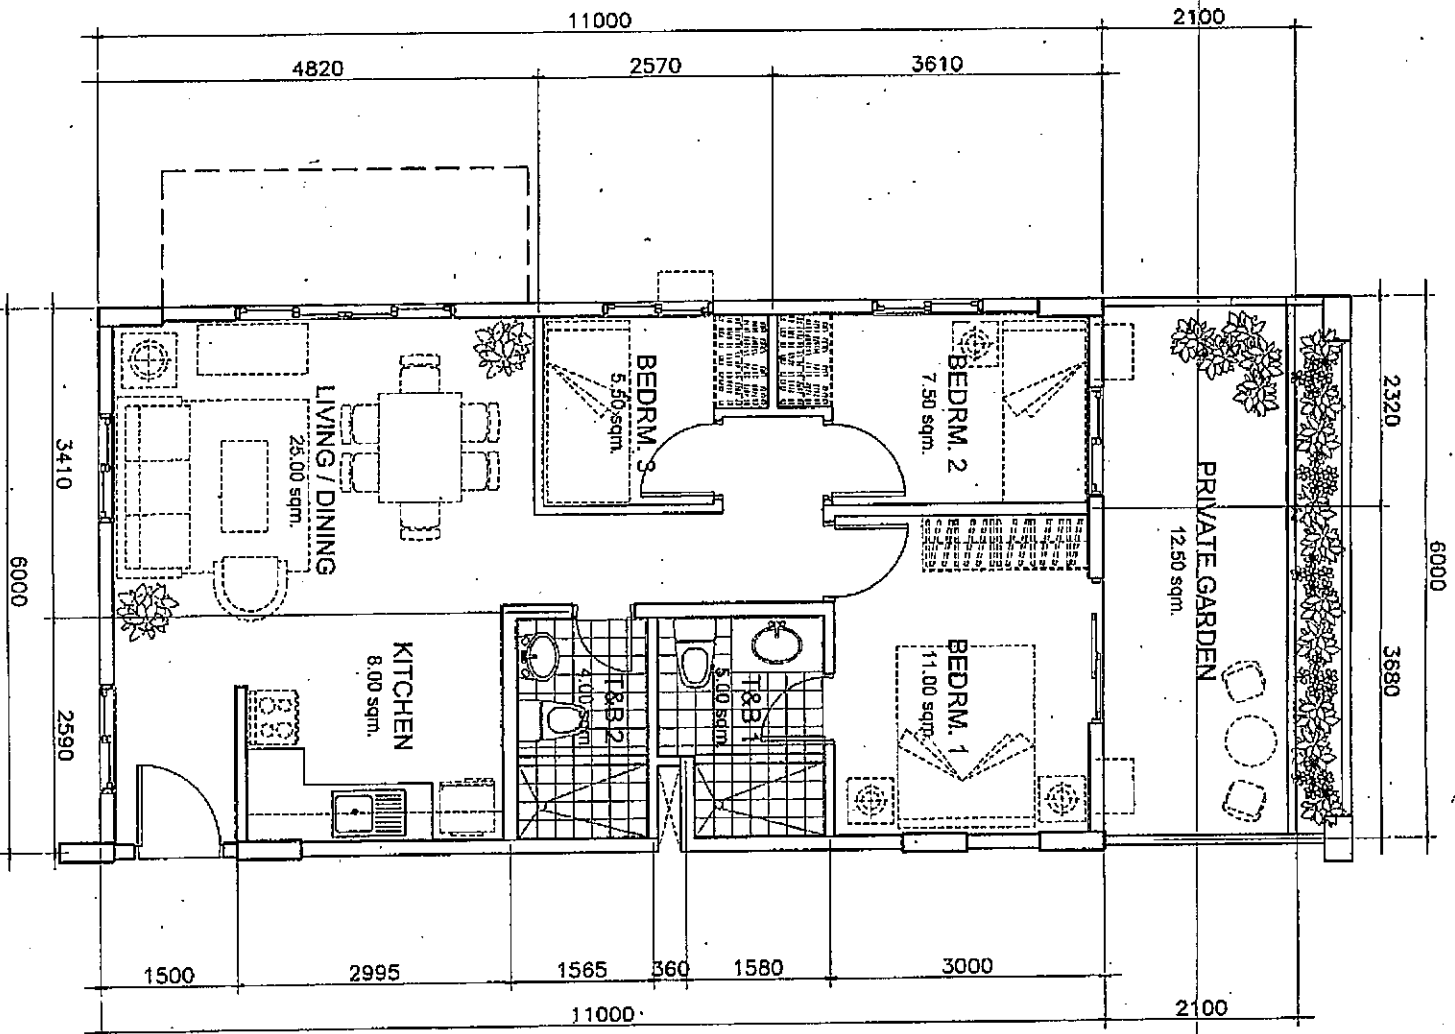 11000
2100
4820
2570
3610
LIVING / DINING
25.00 sqm.
BEDRM. 3
5.50 sqm.
BEDRM. 2
7.50 sqm.
PRIVATE GARDEN
12.50 sqm.
KITCHEN
8.00 sqm.
T&B 2
4.00 sqm
T&B 1
5.00 sqm.
BEDRM. 1
11.00 sqm.
3410
6000
2590
2320
6000
3680
1500
2995
1565
360
1580
3000
11000
2100